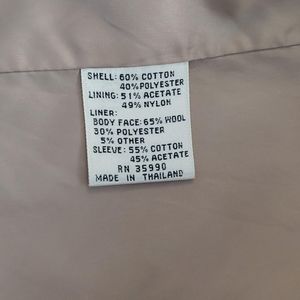 SHELL: 60% COTTON
40% POLYESTER
LINING: 51% ACETATE
49% NYLON
LINER:
BODY FACE: 65% WOOL
30% POLYESTER
5% OTHER
SLEEVE: 55% COTTON
45% ACETATE
RN 35990
MADE IN THAILAND